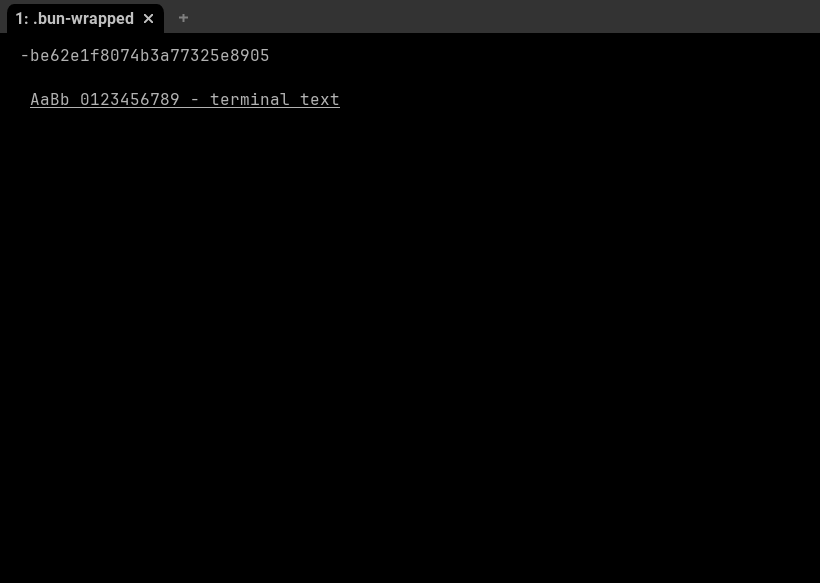 1: .bun-wrapped × +
-be62e1f8074b3a77325e8905
AaBb 0123456789 - terminal text